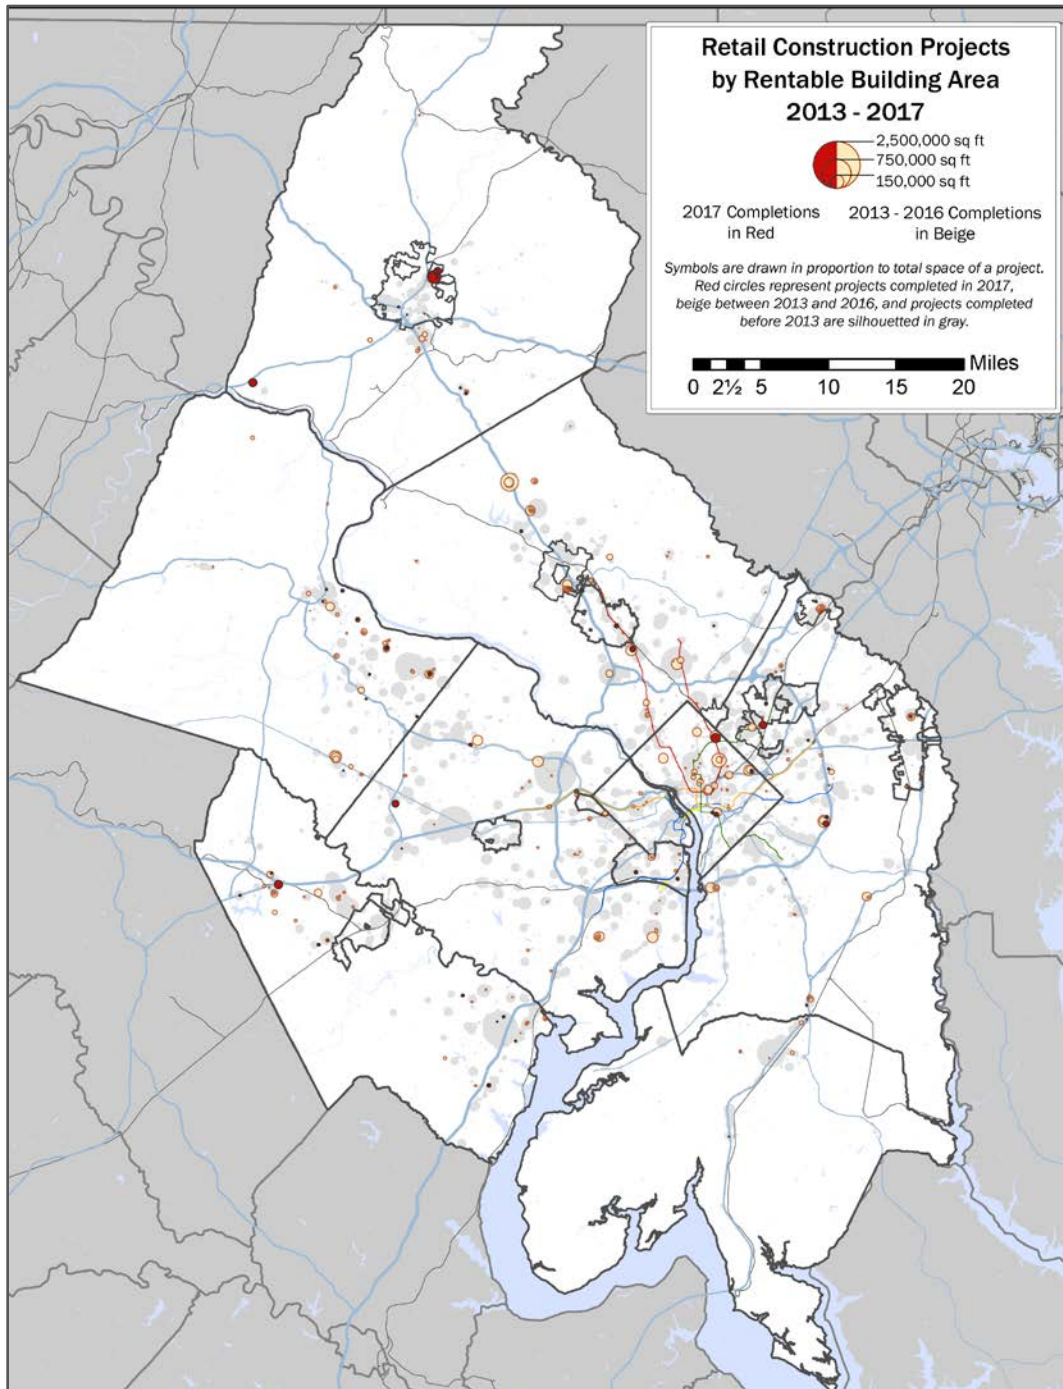 Retail Construction Projects
by Rentable Building Area
2013 - 2017
2,500,000 sq ft
750,000 sq ft
150,000 sq ft
2017 Completions
in Red
2013 - 2016 Completions
in Beige
Symbols are drawn in proportion to total space of a project.
Red circles represent projects completed in 2017,
beige between 2013 and 2016, and projects completed
before 2013 are silhouetted in gray.
Miles
0 2½ 5 10 15 20